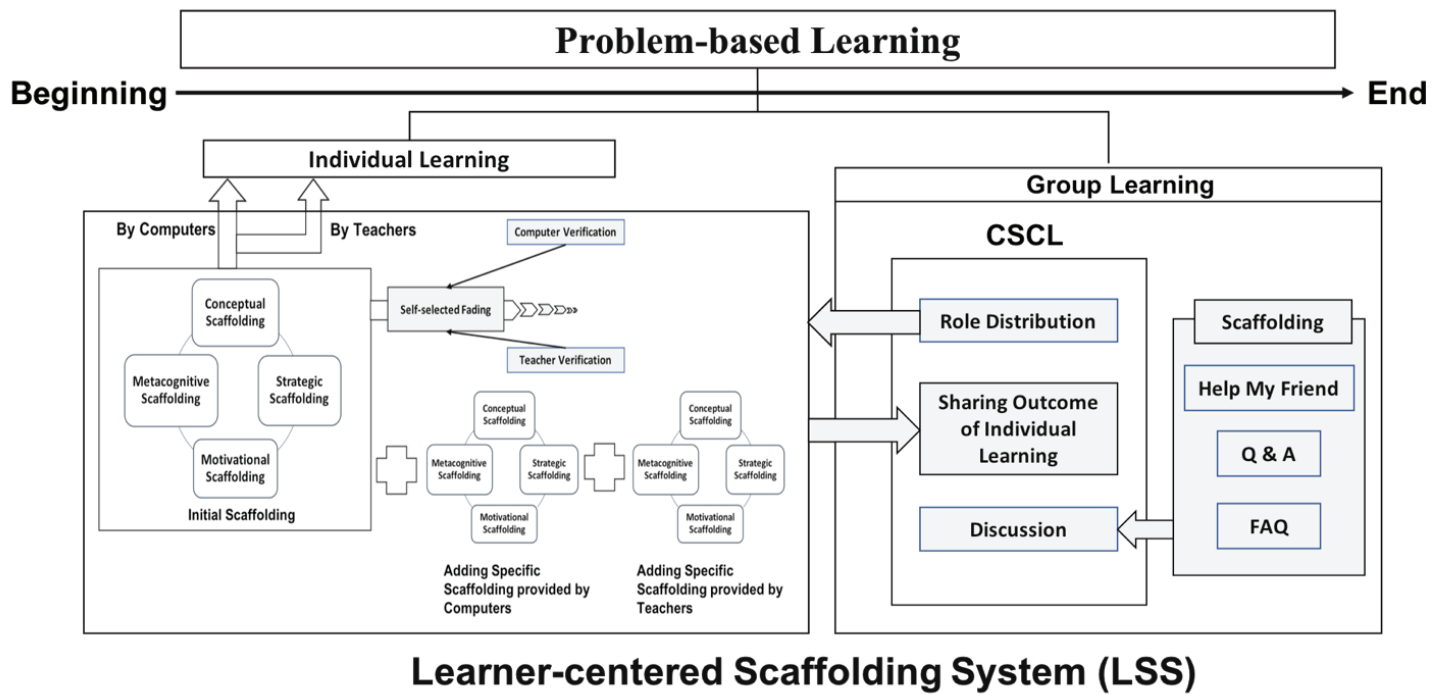 Problem-based Learning
Beginning
End
Individual Learning
By Computers
By Teachers
Computer Verification
Self-selected Fading
Teacher Verification
Conceptual
Scaffolding
Metacognitive
Scaffolding
Strategic
Scaffolding
Motivational
Scaffolding
Initial Scaffolding
Conceptual
Scaffolding
Metacognitive
Scaffolding
Strategic
Scaffolding
Motivational
Scaffolding
Adding Specific
Scaffolding provided by
Computers
Conceptual
Scaffolding
Metacognitive
Scaffolding
Strategic
Scaffolding
Motivational
Scaffolding
Adding Specific
Scaffolding provided by
Teachers
Group Learning
CSCL
Role Distribution
Sharing Outcome
of Individual
Learning
Discussion
Scaffolding
Help My Friend
Q & A
FAQ
Learner-centered Scaffolding System (LSS)